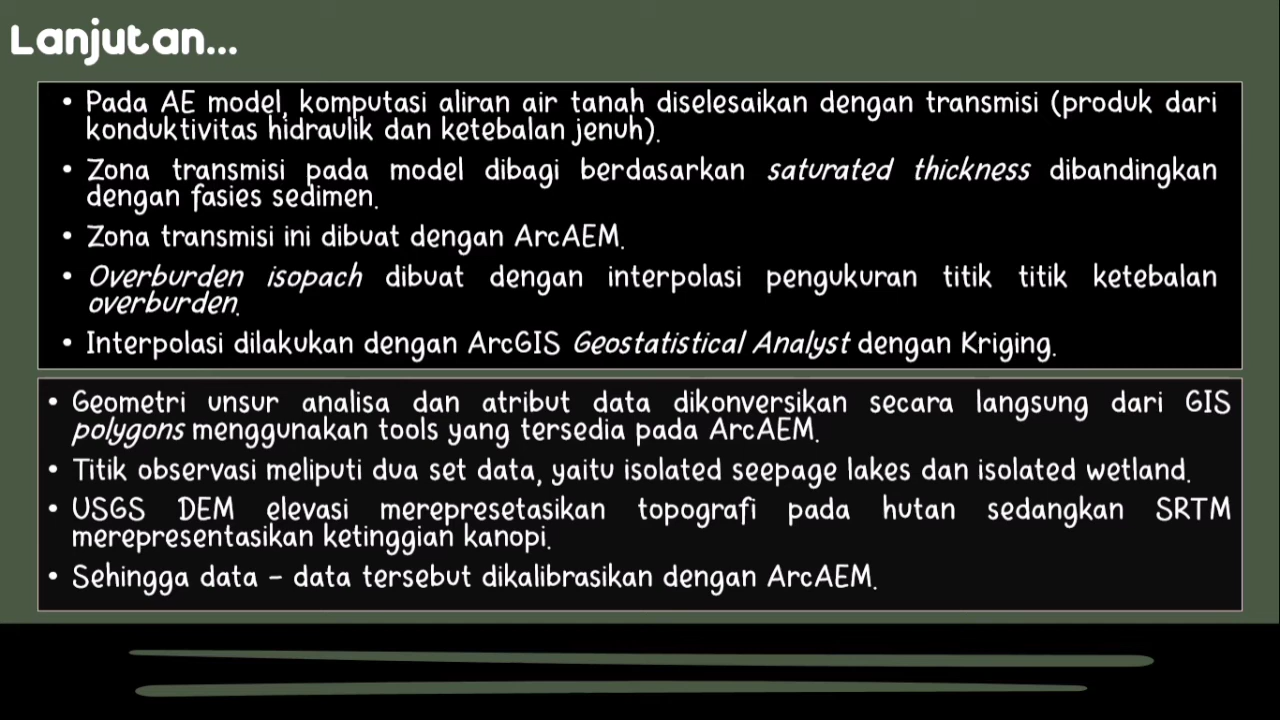 Lanjutan...
• Pada AE model, komputasi aliran air tanah diselesaikan dengan transmisi (produk dari
konduktivitas hidraulik dan ketebalan jenuh).
• Zona transmisi pada model dibagi berdasarkan saturated thickness dibandingkan
dengan fasies sedimen.
• Zona transmisi ini dibuat dengan ArcAEM.
• Overburden isopach dibuat dengan interpolasi pengukuran titik titik ketebalan
overburden.
• Interpolasi dilakukan dengan ArcGIS Geostatistical Analyst dengan Kriging.
• Geometri unsur analisa dan atribut data dikonversikan secara langsung dari GIS
polygons menggunakan tools yang tersedia pada ArcAEM.
• Titik observasi meliputi dua set data, yaitu isolated seepage lakes dan isolated wetland.
• USGS DEM elevasi merepresetasikan topografi pada hutan sedangkan SRTM
merepresentasikan ketinggian kanopi.
• Sehingga data – data tersebut dikalibrasikan dengan ArcAEM.